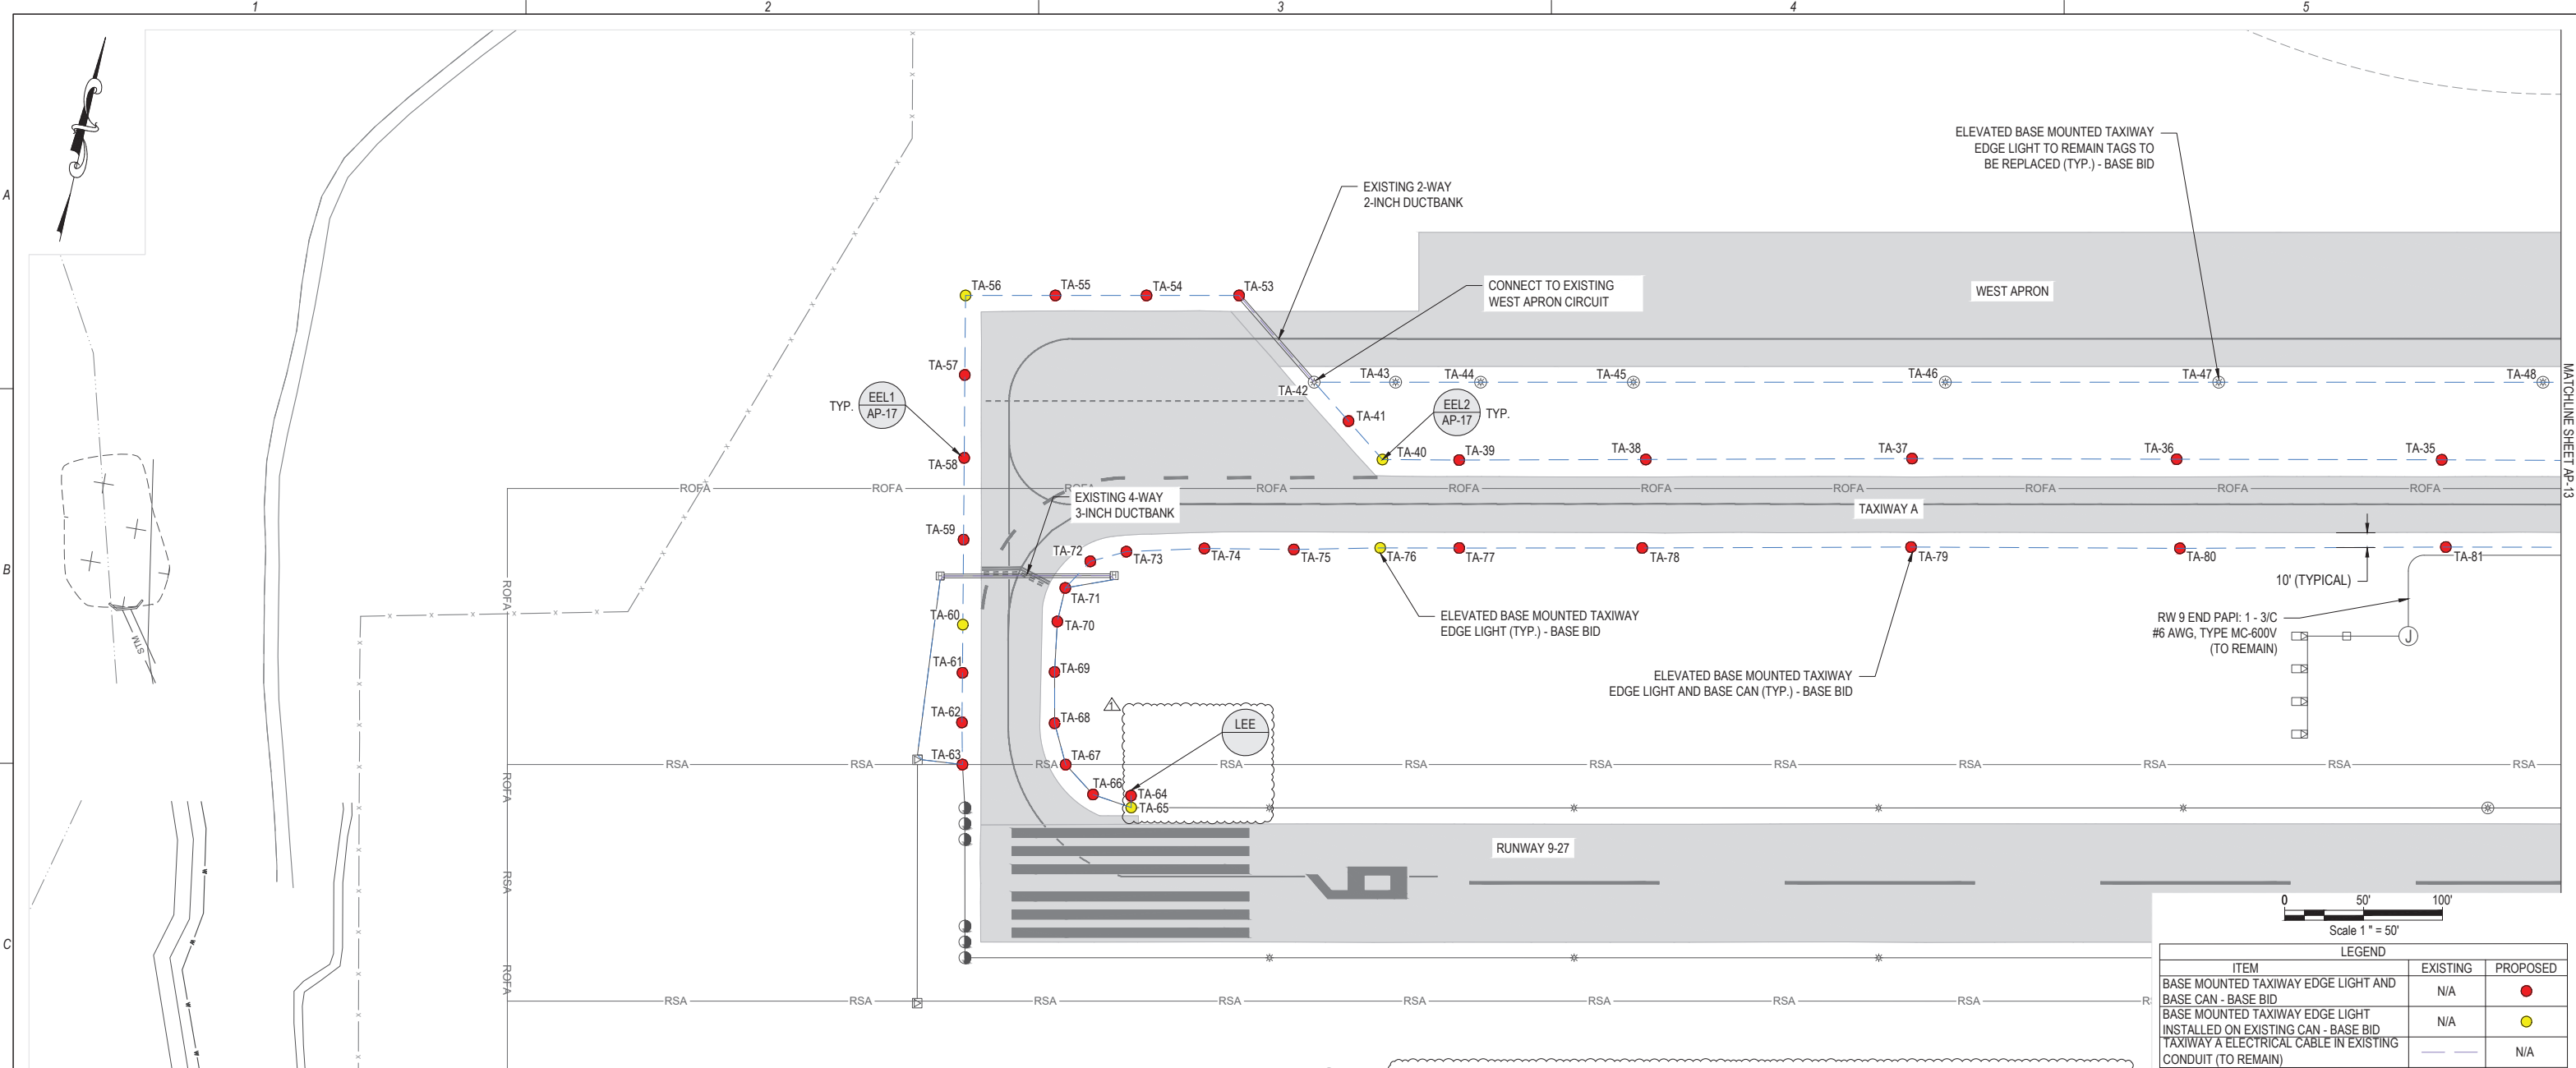 1 2 3 4 5
A
B
C
ELEVATED BASE MOUNTED TAXIWAY
EDGE LIGHT TO REMAIN TAGS TO
BE REPLACED (TYP.) - BASE BID
EXISTING 2-WAY
2-INCH DUCTBANK
CONNECT TO EXISTING
WEST APRON CIRCUIT
WEST APRON
TA-56 TA-55 TA-54 TA-53
TA-57
TA-42 TA-43 TA-44 TA-45 TA-46 TA-47 TA-48
MATCHLINE SHEET AP-13
TYP.
EEL1
AP-17
EEL2
AP-17
TYP.
TA-41
TA-58
TA-40 TA-39 TA-38 TA-37 TA-36 TA-35
ROFA ROFA ROFA ROFA ROFA ROFA ROFA ROFA ROFA ROFA
EXISTING 4-WAY
3-INCH DUCTBANK
TAXIWAY A
TA-59
TA-72 TA-73 TA-74 TA-75 TA-76 TA-77 TA-78 TA-79 TA-80 TA-81
10' (TYPICAL)
TA-71
ROFA
TA-60
TA-70
ELEVATED BASE MOUNTED TAXIWAY
EDGE LIGHT (TYP.) - BASE BID
RW 9 END PAPI: 1 - 3/C
#6 AWG, TYPE MC-600V
(TO REMAIN)
J
H H
STM
TA-61
TA-69
ELEVATED BASE MOUNTED TAXIWAY
EDGE LIGHT AND BASE CAN (TYP.) - BASE BID
TA-62
TA-68
1
LEE
TA-63
TA-67
RSA RSA RSA RSA RSA RSA RSA RSA RSA RSA RSA
ROFA
TA-66
TA-64
TA-65
RUNWAY 9-27
9
RSA
ROFA
RSA RSA RSA RSA RSA RSA RSA RSA R
0 50' 100'
Scale 1 " = 50'
LEGEND
ITEM EXISTING PROPOSED
BASE MOUNTED TAXIWAY EDGE LIGHT AND
BASE CAN - BASE BID N/A
BASE MOUNTED TAXIWAY EDGE LIGHT
INSTALLED ON EXISTING CAN - BASE BID N/A
TAXIWAY A ELECTRICAL CABLE IN EXISTING
CONDUIT (TO REMAIN) N/A